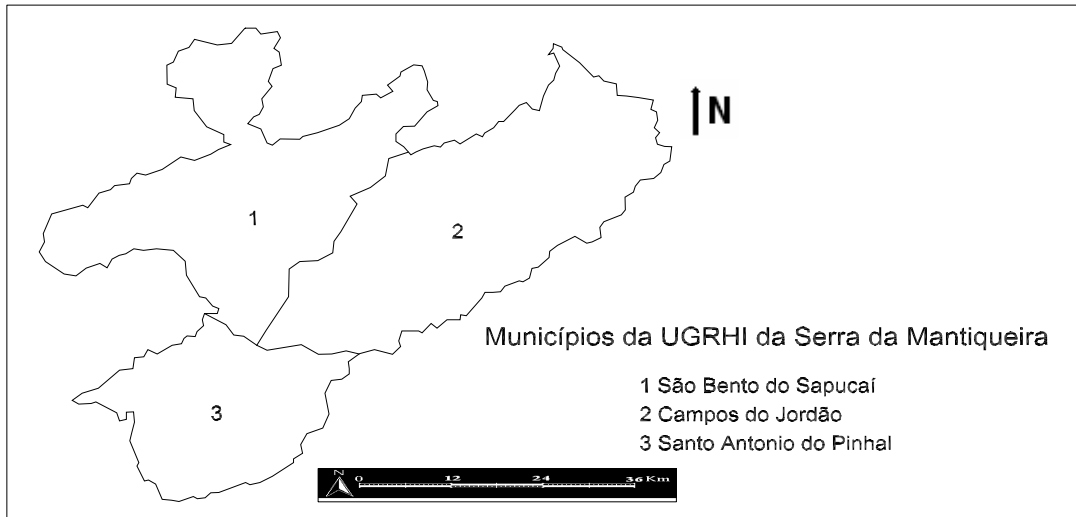 N
1
2
Municípios da UGRHI da Serra da Mantiqueira
1 São Bento do Sapucaí
2 Campos do Jordão
3
3 Santo Antonio do Pinhal
N
0 12 24 36 Km